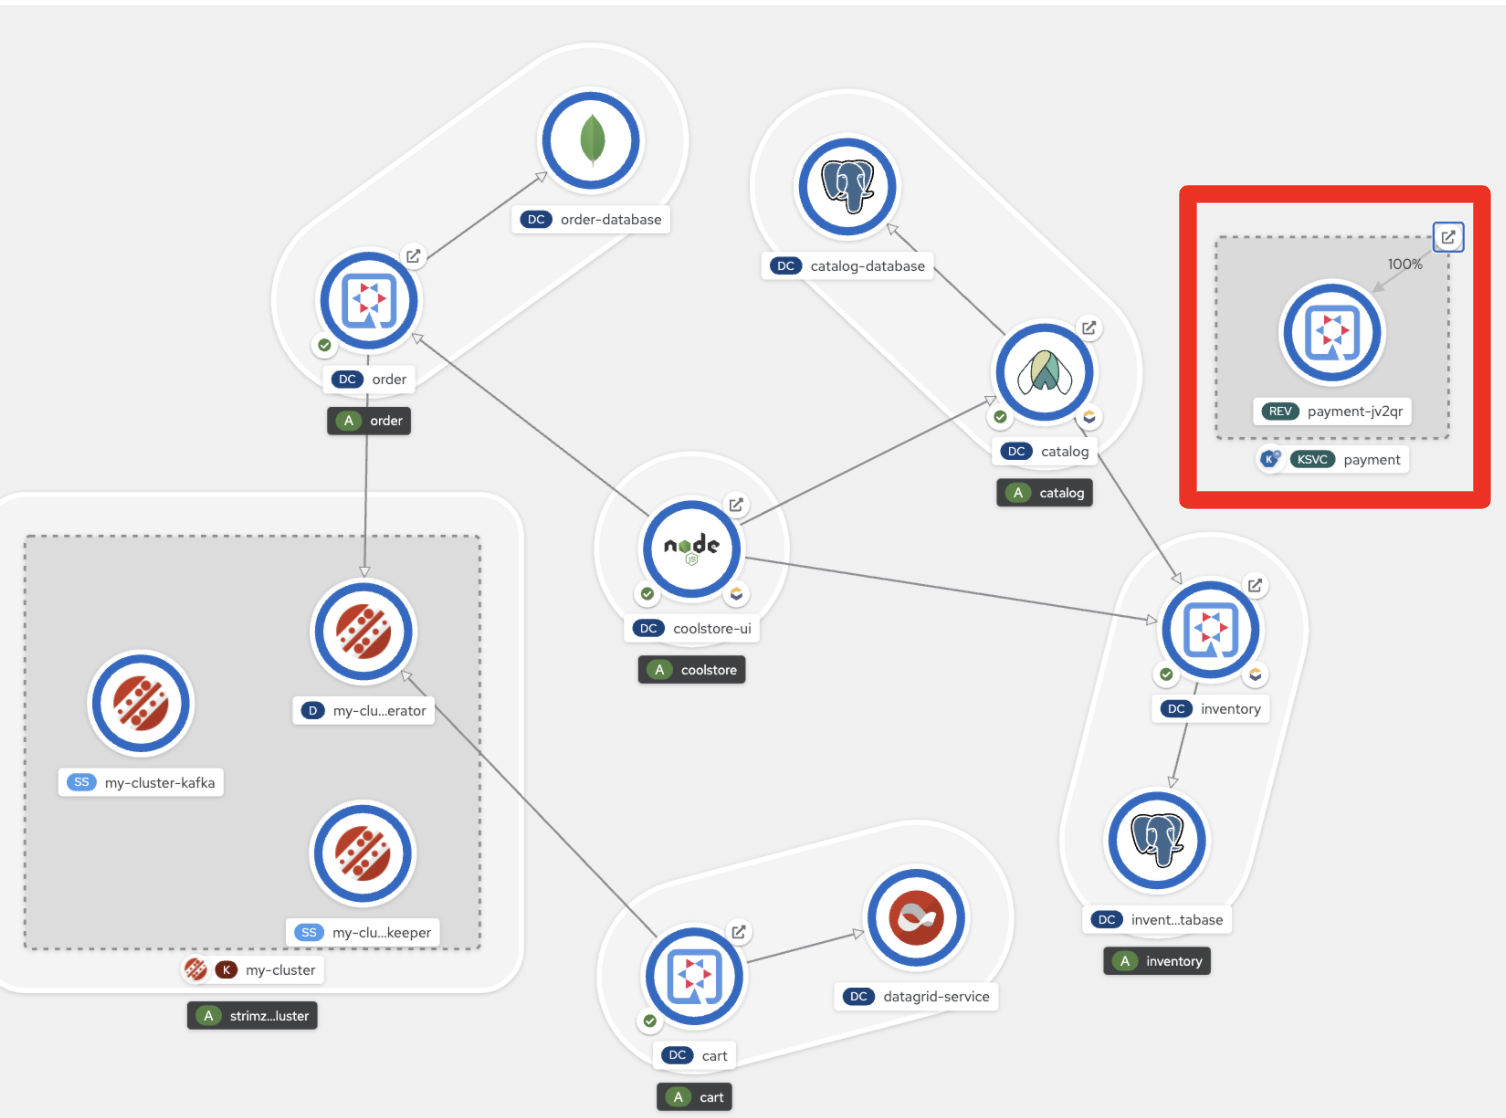 DC order-database
DC catalog-database
100%
DC order
A order
REV payment-jv2qr
KSVC payment
DC catalog
A catalog
node
JS
DC coolstore-ui
A coolstore
D my-clu...erator
SS my-cluster-kafka
DC inventory
SS my-clu...keeper
K my-cluster
A strimz...luster
DC invent...tabase
A inventory
DC datagrid-service
DC cart
A cart